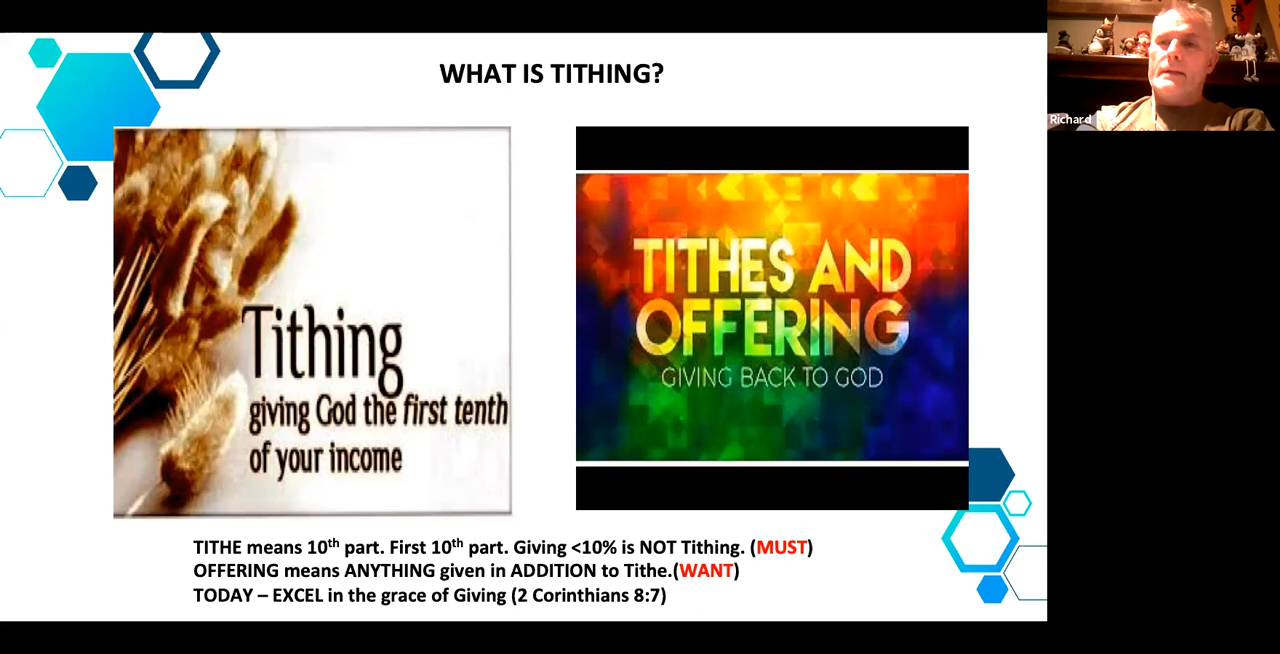 WHAT IS TITHING?
Tithing
giving God the first tenth
of your income
TITHES AND
OFFERING
GIVING BACK TO GOD
TITHE means 10th part. First 10th part. Giving <10% is NOT Tithing. (MUST)
OFFERING means ANYTHING given in ADDITION to Tithe.(WANT)
TODAY – EXCEL in the grace of Giving (2 Corinthians 8:7)
Richard